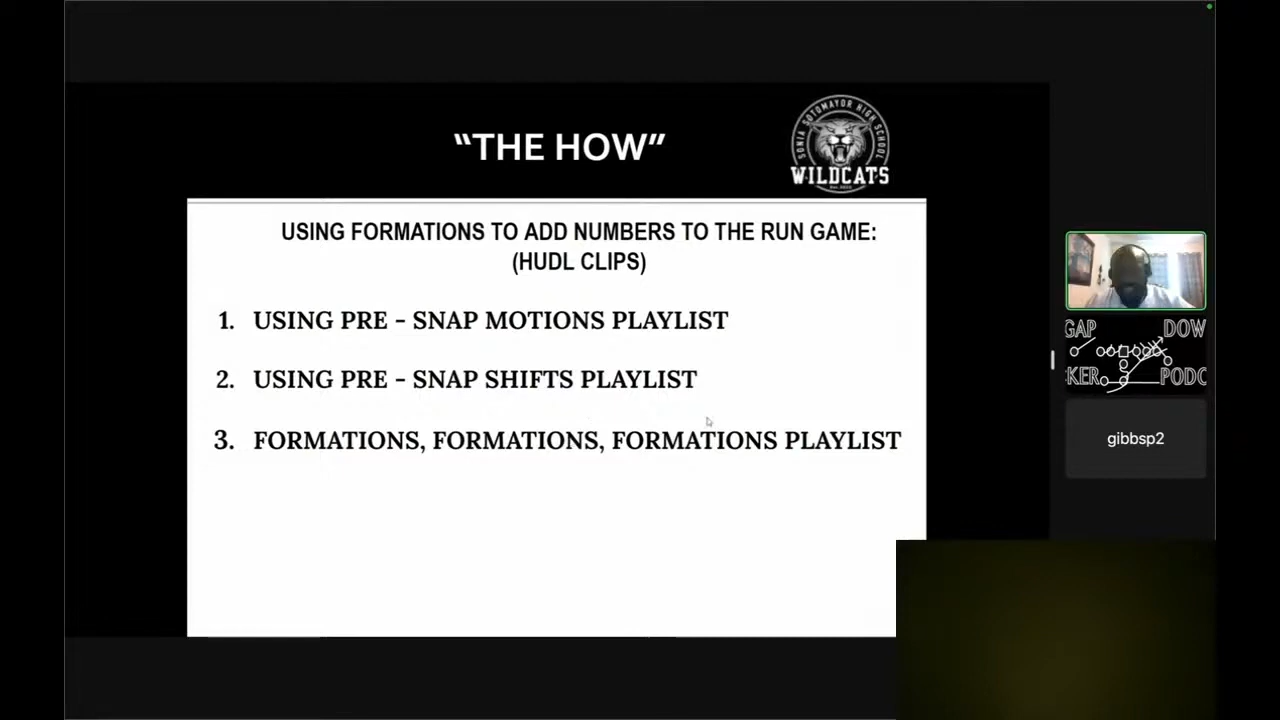 “THE HOW”
SONIA SOTOMAYOR HIGH SCHOOL
WILDCATS
USING FORMATIONS TO ADD NUMBERS TO THE RUN GAME:
(HUDL CLIPS)
1. USING PRE - SNAP MOTIONS PLAYLIST
2. USING PRE - SNAP SHIFTS PLAYLIST
3. FORMATIONS, FORMATIONS, FORMATIONS PLAYLIST
GAP DOW
KER PODC
gibbsp2